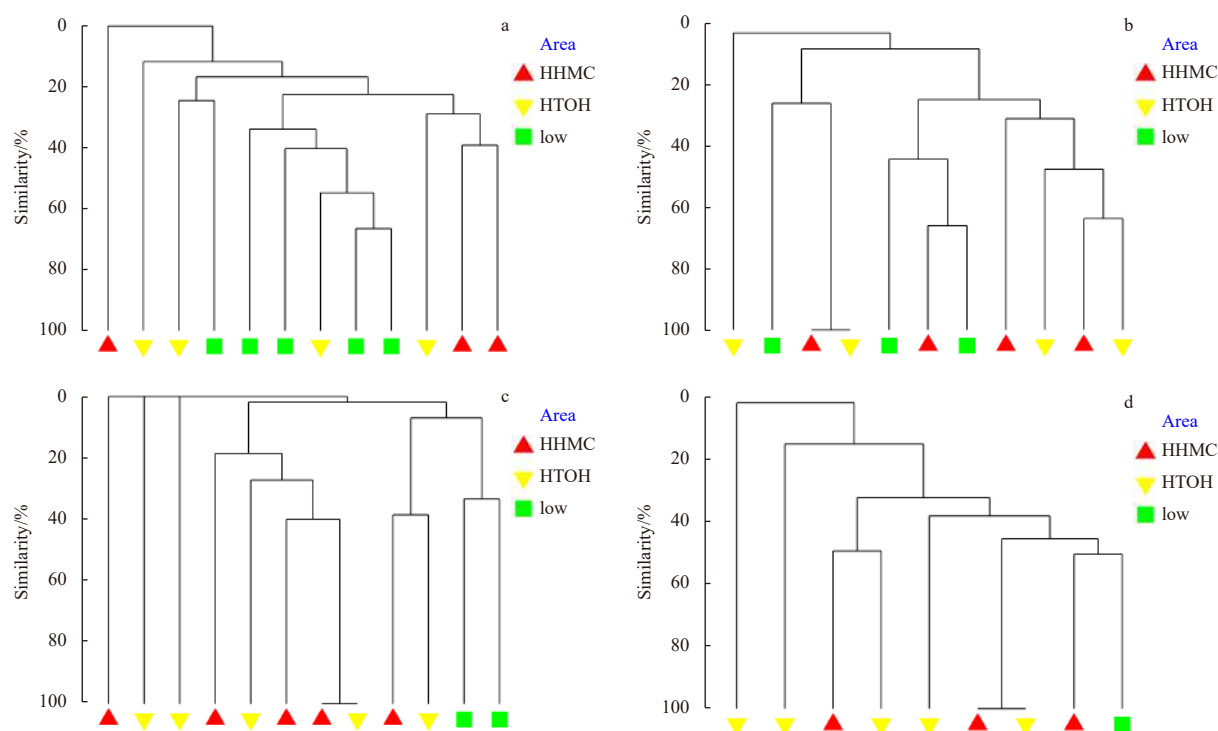 a
Area
HHMC
HTOH
low
Similarity/%
0
20
40
60
80
100
b
Area
HHMC
HTOH
low
Similarity/%
0
20
40
60
80
100
c
Area
HHMC
HTOH
low
Similarity/%
0
20
40
60
80
100
d
Area
HHMC
HTOH
low
Similarity/%
0
20
40
60
80
100